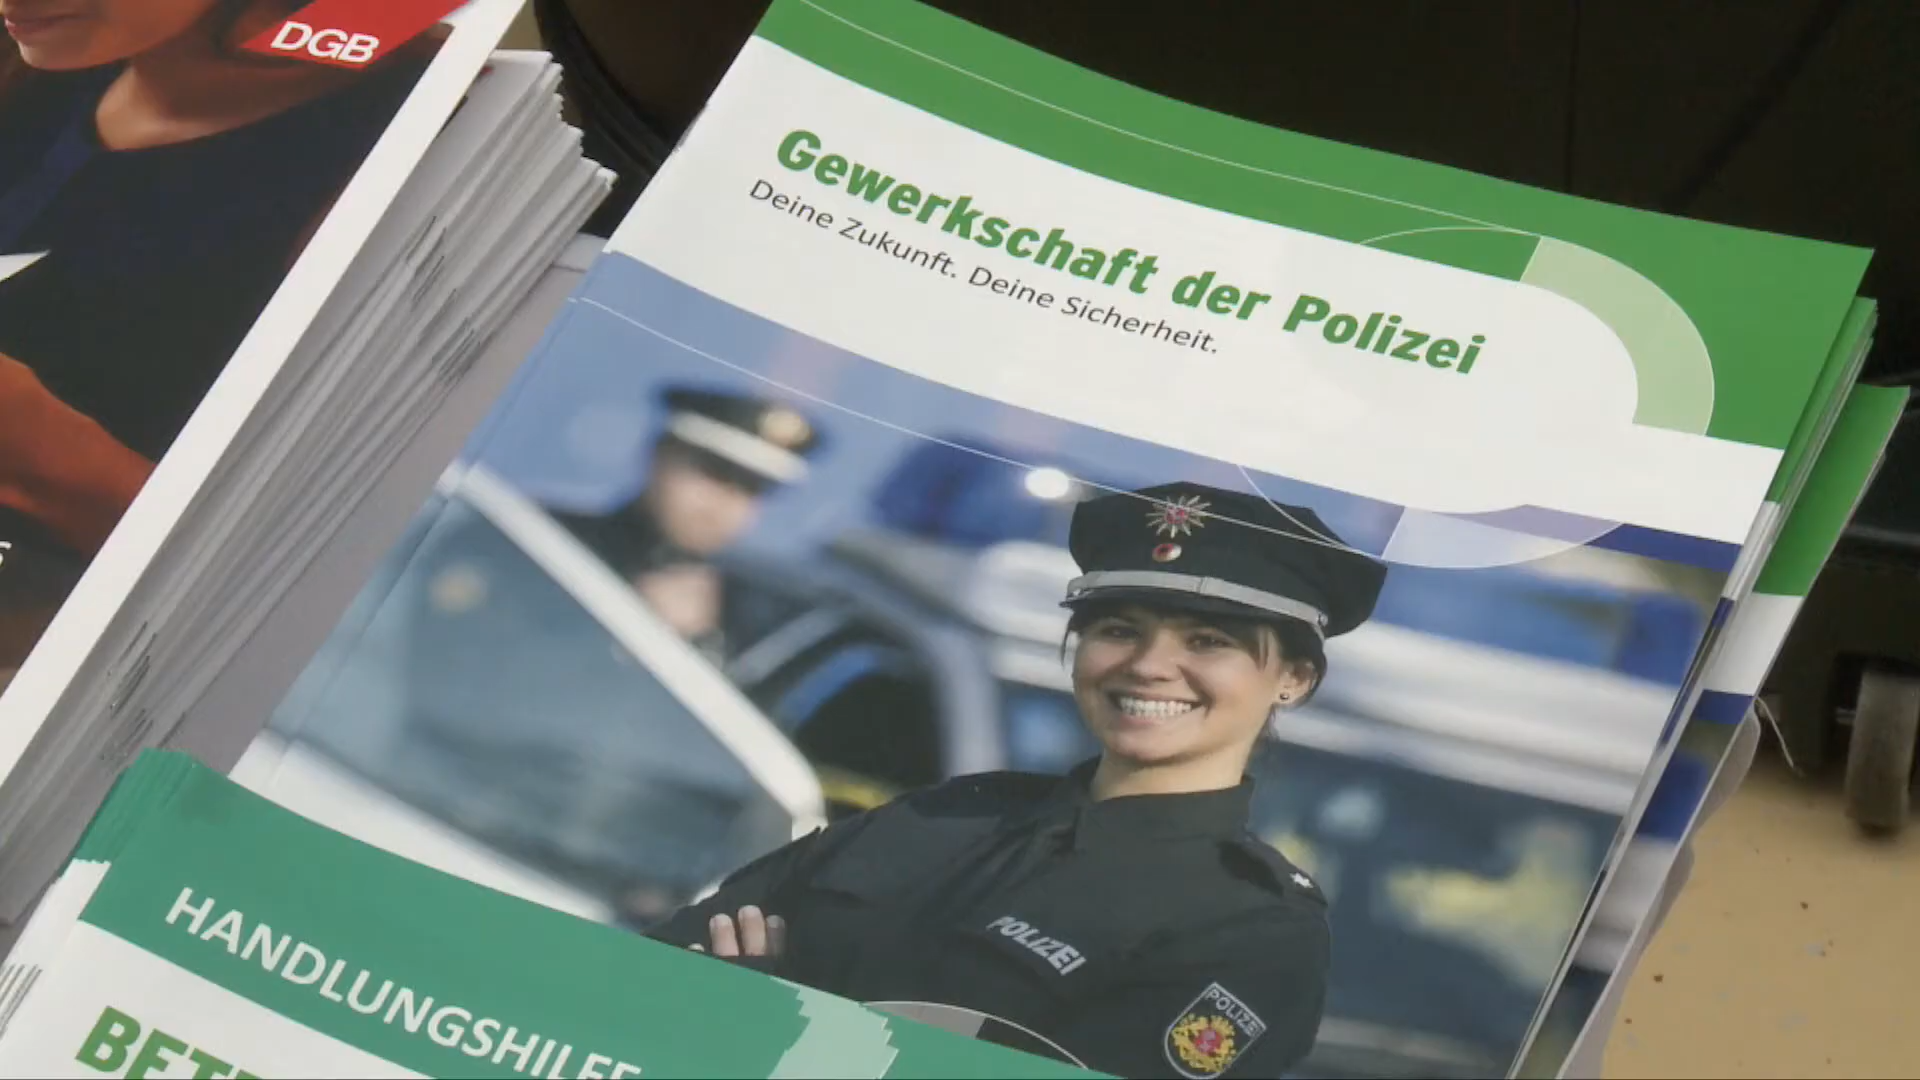 DGB
Gewerkschaft der Polizei
Deine Zukunft. Deine Sicherheit.
POLIZEI
POLIZEI
HANDLUNGSHILFE